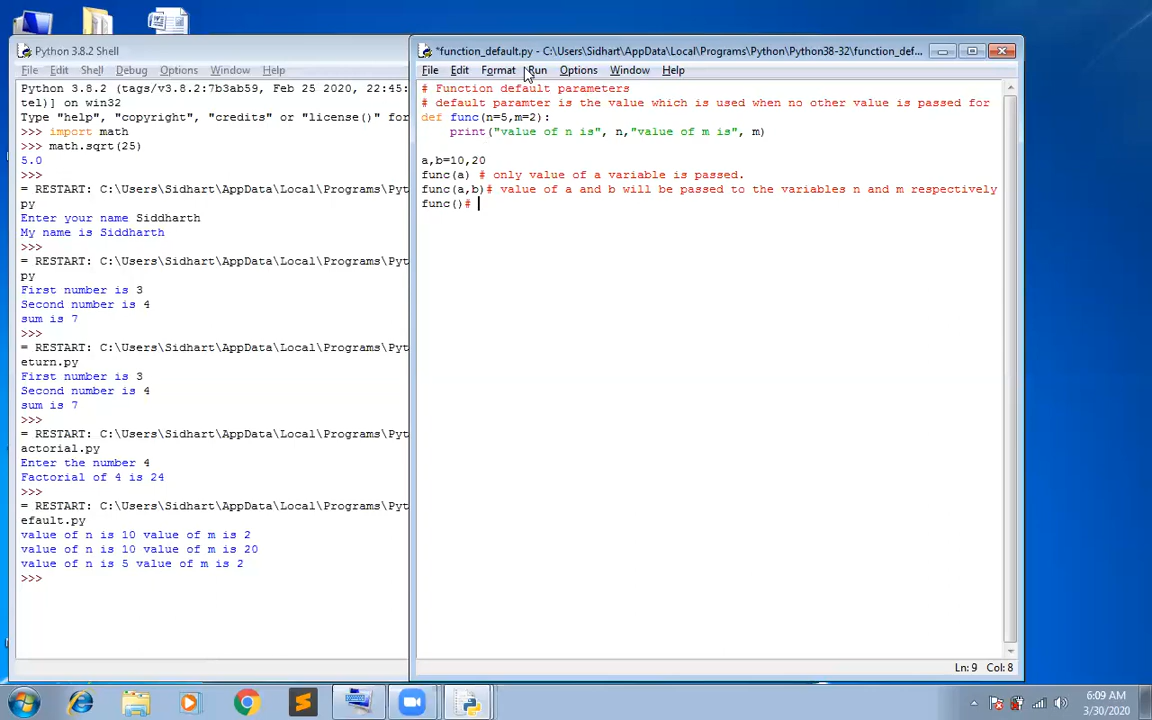 Python 3.8.2 Shell
File Edit Shell Debug Options Window Help
Python 3.8.2 (tags/v3.8.2:7b3ab59, Feb 25 2020, 22:45:
tel)] on win32
Type "help", "copyright", "credits" or "license()" for
>>> import math
>>> math.sqrt(25)
5.0
>>>
= RESTART: C:\Users\Sidhart\AppData\Local\Programs\Pyt
py
Enter your name Siddharth
My name is Siddharth
>>>
= RESTART: C:\Users\Sidhart\AppData\Local\Programs\Pyt
py
First number is 3
Second number is 4
sum is 7
>>>
= RESTART: C:\Users\Sidhart\AppData\Local\Programs\Pyt
eturn.py
First number is 3
Second number is 4
sum is 7
>>>
= RESTART: C:\Users\Sidhart\AppData\Local\Programs\Pyt
actorial.py
Enter the number 4
Factorial of 4 is 24
>>>
= RESTART: C:\Users\Sidhart\AppData\Local\Programs\Pyt
efault.py
value of n is 10 value of m is 2
value of n is 10 value of m is 20
value of n is 5 value of m is 2
>>>
*function_default.py - C:\Users\Sidhart\AppData\Local\Programs\Python\Python38-32\function_def...
File Edit Format Run Options Window Help
# Function default parameters
# default paramter is the value which is used when no other value is passed for
def func(n=5,m=2):
    print("value of n is", n,"value of m is", m)
a,b=10,20
func(a) # only value of a variable is passed.
func(a,b)# value of a and b will be passed to the variables n and m respectively
func()#
Ln: 9 Col: 8
6:09 AM
3/30/2020